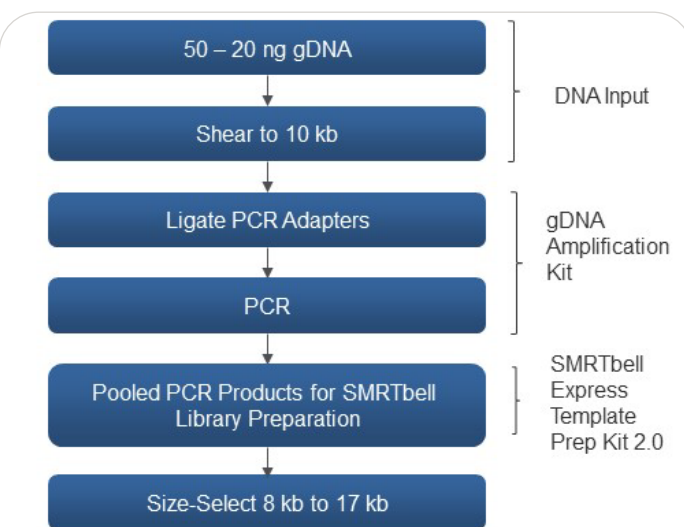 50 – 20 ng gDNA
DNA Input
Shear to 10 kb
Ligate PCR Adapters
gDNA
Amplification
Kit
PCR
Pooled PCR Products for SMRTbell
Library Preparation
SMRTbell
Express
Template
Prep Kit 2.0
Size-Select 8 kb to 17 kb